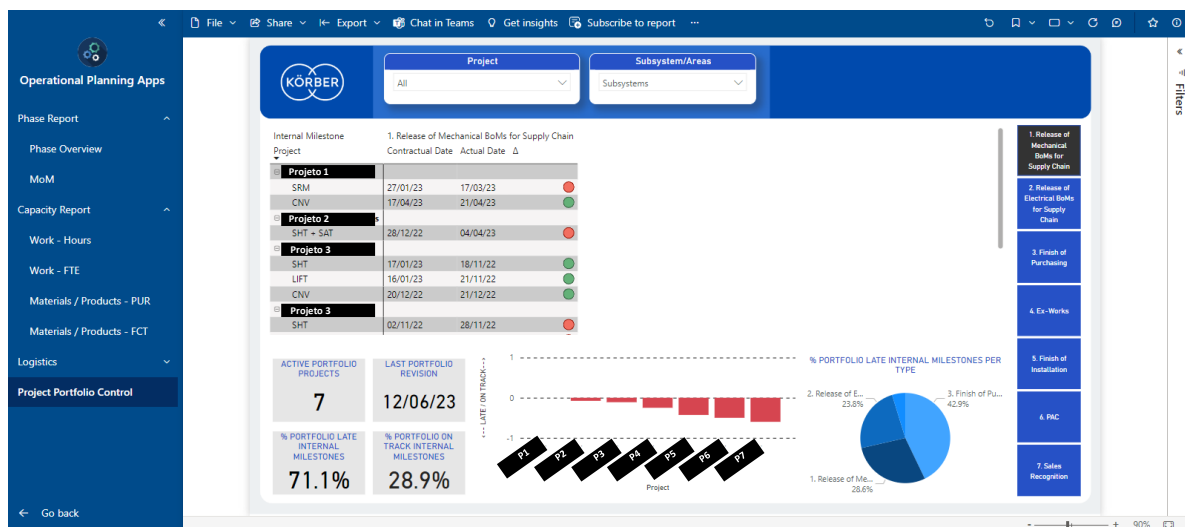 File
Share
Export
Chat in Teams
Get insights
Subscribe to report
Operational Planning Apps
Phase Report
Phase Overview
MoM
Capacity Report
Work - Hours
Work - FTE
Materials / Products - PUR
Materials / Products - FCT
Logistics
Project Portfolio Control
Go back
KÖRBER
Project
All
Subsystem/Areas
Subsystems
Filters
Internal Milestone 1. Release of Mechanical BoMs for Supply Chain
Project Contractual Date Actual Date Δ
Projeto 1
SRM 27/01/23 17/03/23
CNV 17/04/23 21/04/23
Projeto 2 s
SHT + SAT 28/12/22 04/04/23
Projeto 3
SHT 17/01/23 18/11/22
LIFT 16/01/23 21/11/22
CNV 20/12/22 21/12/22
Projeto 3
SHT 02/11/22 28/11/22
1. Release of
Mechanical
BoMs for
Supply Chain
2. Release of
Electrical BoMs
for Supply
Chain
3. Finish of
Purchasing
4. Ex-Works
5. Finish of
Installation
6. PAC
7. Sales
Recognition
ACTIVE PORTFOLIO
PROJECTS
7
LAST PORTFOLIO
REVISION
12/06/23
% PORTFOLIO LATE
INTERNAL
MILESTONES
71.1%
% PORTFOLIO ON
TRACK INTERNAL
MILESTONES
28.9%
<--- LATE / ON TRACK--->
1
0
-1
P1 P2 P3 P4 P5 P6 P7
Project
% PORTFOLIO LATE INTERNAL MILESTONES PER
TYPE
2. Release of E...
23.8%
3. Finish of Pu...
42.9%
1. Release of Me...
28.6%
90%